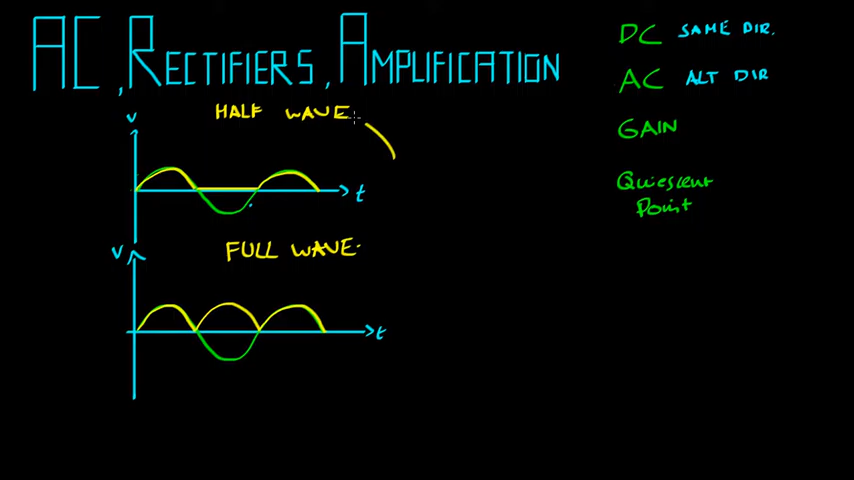 AC, RECTIFIERS, AMPLIFICATION
DC SAME DIR.
AC ALT DIR
GAIN
Quiescent
Point
HALF WAVE.
V
t
FULL WAVE.
V
t